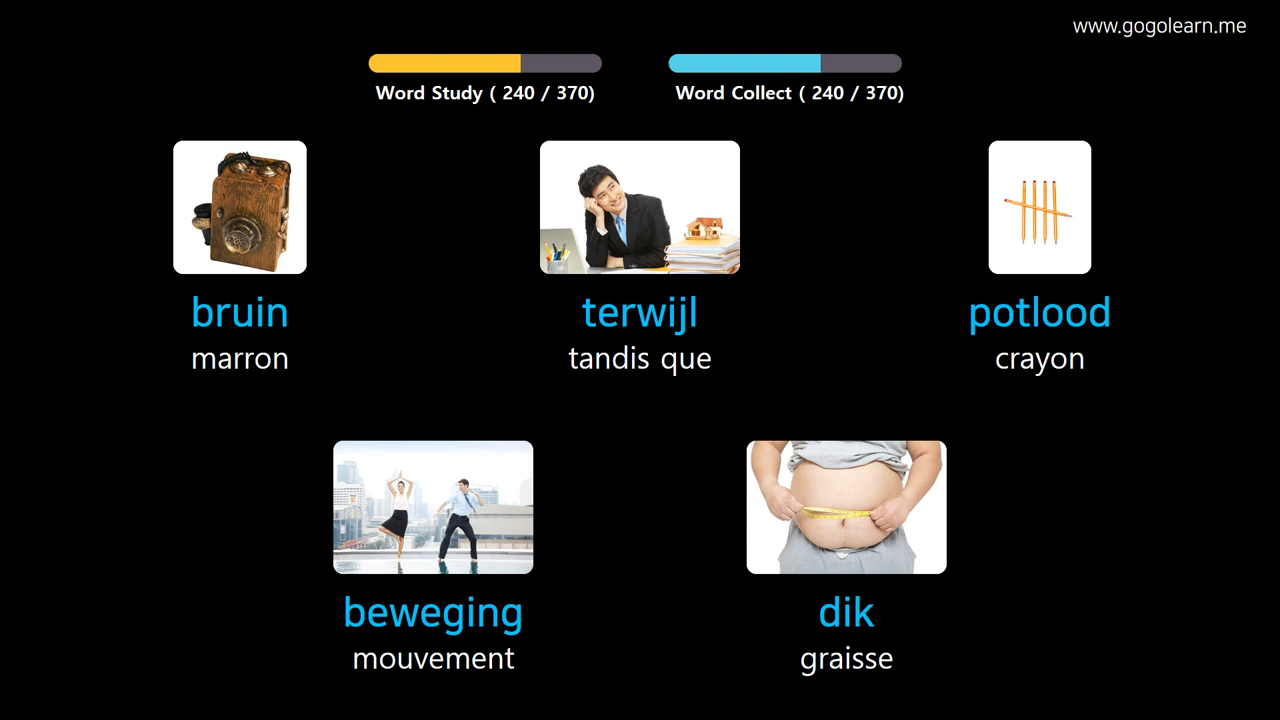 www.gogolearn.me
Word Study ( 240 / 370)
Word Collect ( 240 / 370)
bruin
marron
terwijl
tandis que
potlood
crayon
beweging
mouvement
dik
graisse